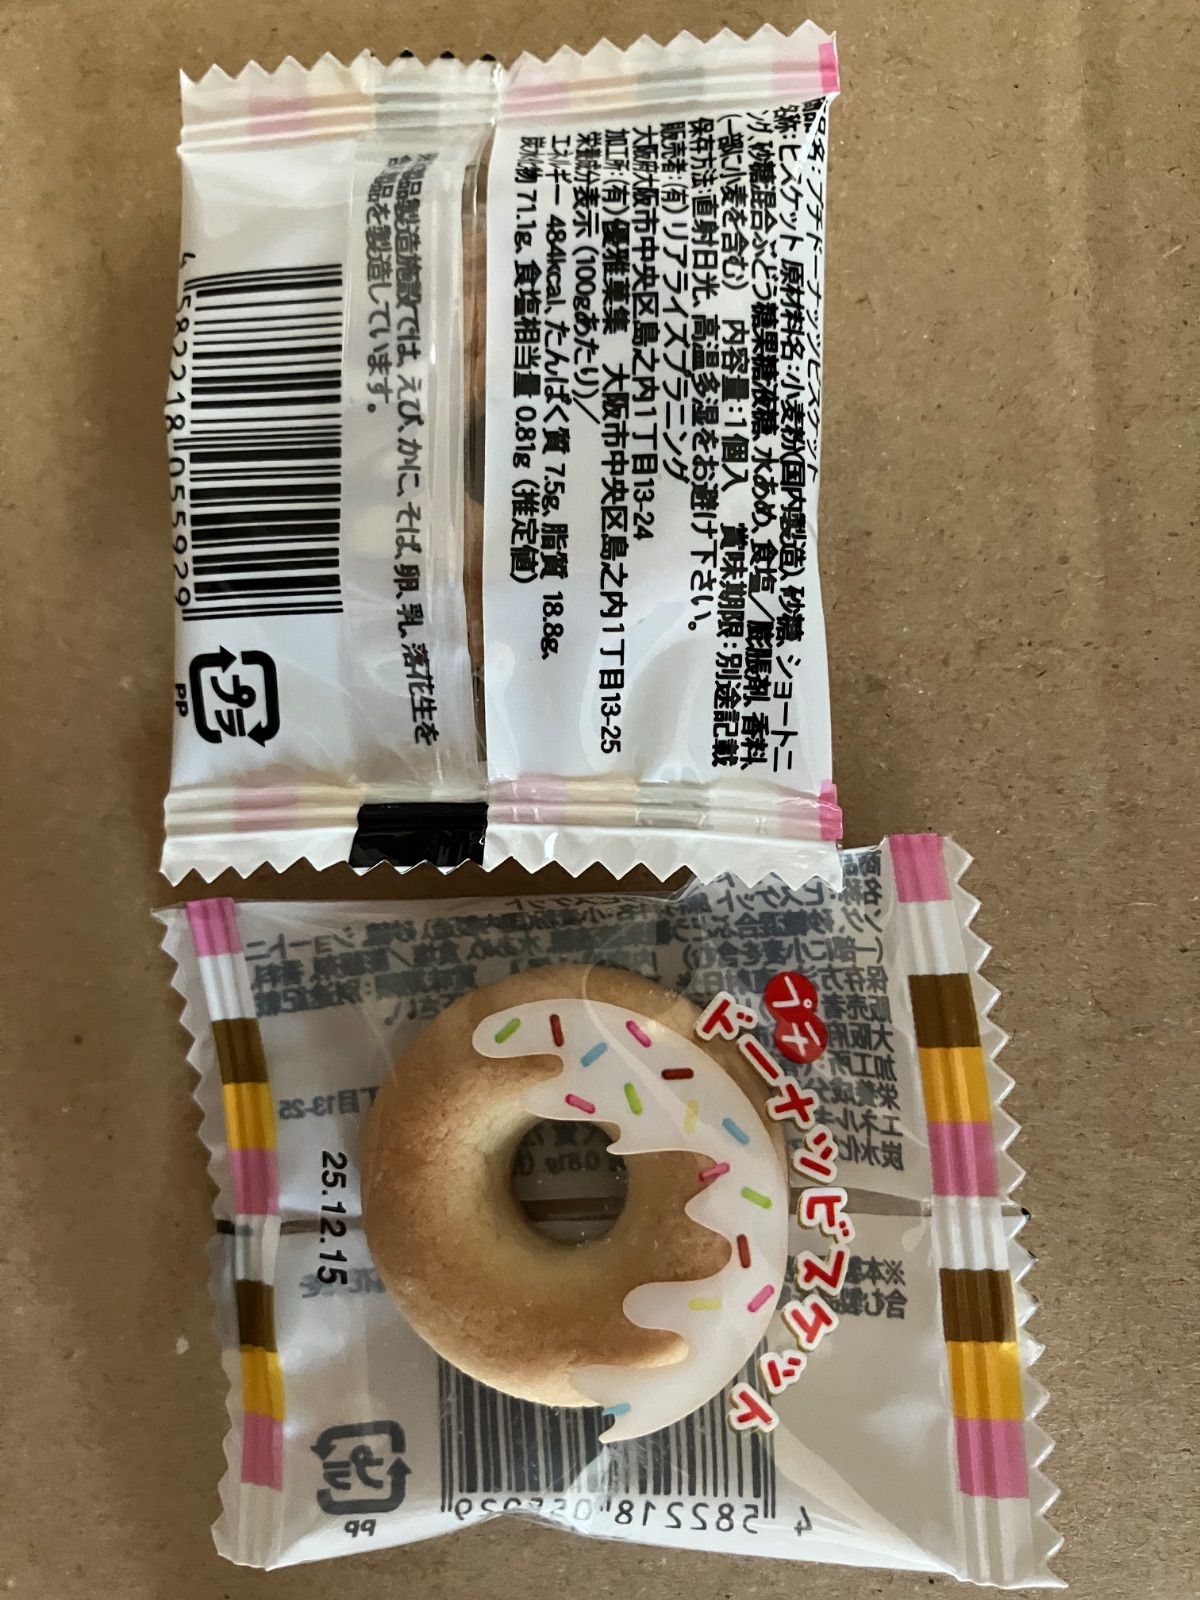 商品名:プチドーナッツビスケット
名称:ビスケット 原材料名:小麦粉(国内製造)、砂糖、ショートニ
ング、砂糖混合ぶどう糖果糖液糖、水あめ、食塩／膨脹剤、香料、
(一部に小麦を含む) 内容量:1個入 賞味期限:別途記載
保存方法:直射日光、高温多湿をお避け下さい。
販売者:(有)リアライズプラニング
大阪府大阪市中央区島之内1丁目13-24
加工所:(有)優雅菓集 大阪市中央区島之内1丁目13-25
栄養成分表示(100gあたり)／
エネルギー 484kcal、たんぱく質 7.5g、脂質 18.8g、
炭水化物 71.1g、食塩相当量 0.81g(推定値)
品製造施設では、えび、かに、そば、卵、乳、落花生を
品を製造しています。
4 582218 055929
プラ
PP
プチ
ドーナッツビスケット
25.12.15
プラ
PP
4 582218 055929